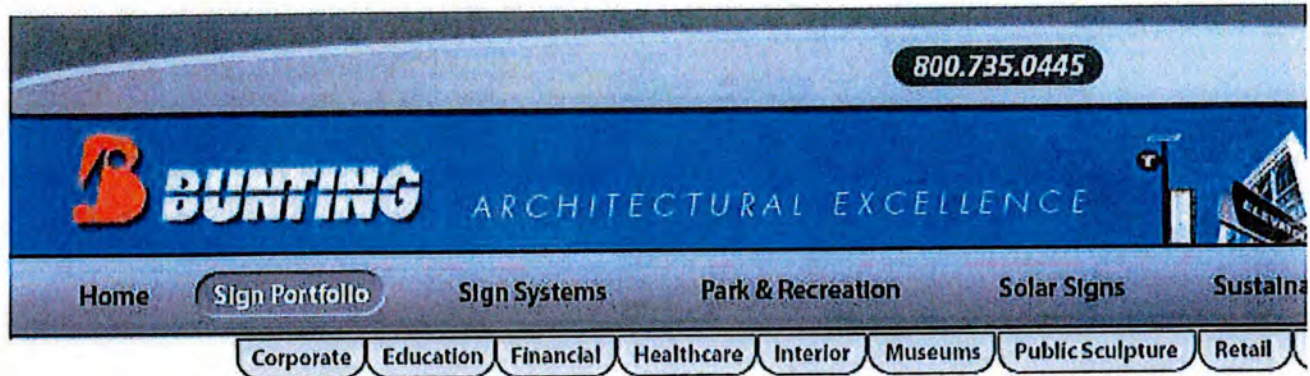 800.735.0445
BUNTING ARCHITECTURAL EXCELLENCE
Home Sign Portfolio Sign Systems Park & Recreation Solar Signs
Corporate Education Financial Healthcare Interior Museums Public Sculpture Retail